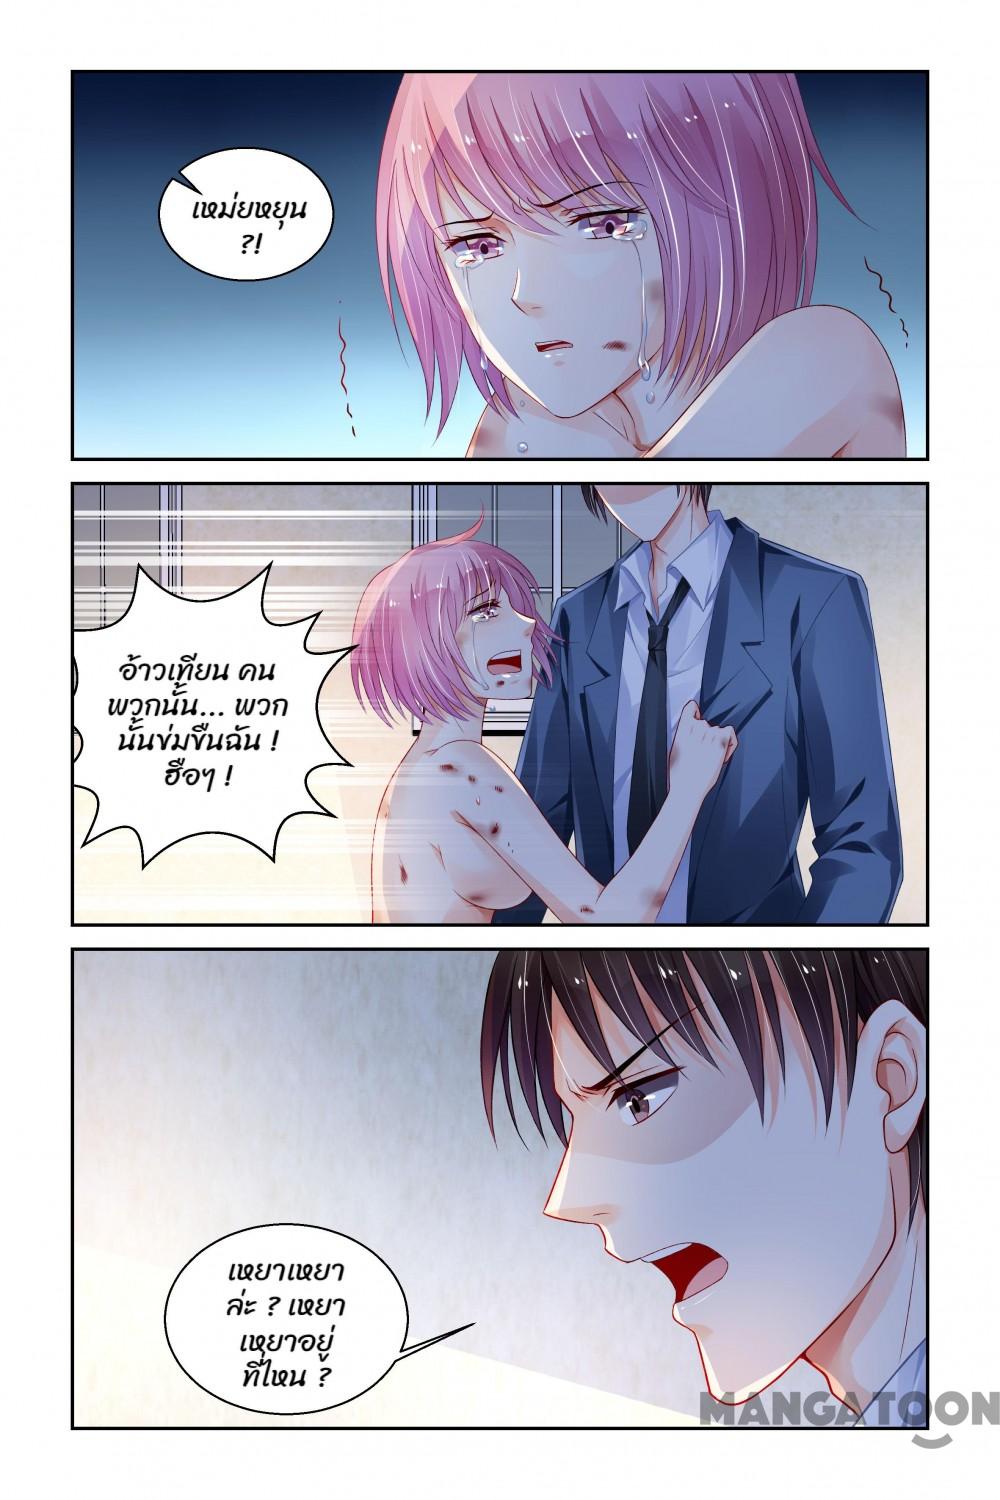 เหม่ยหยุน
?!
อ้าวเทียน คน
พวกนั้น... พวก
นั้นข่มขืนฉัน !
ฮือๆ !
เหยาเหยา
ล่ะ ? เหยา
เหยาอยู่
ที่ไหน ?
MANGATOON